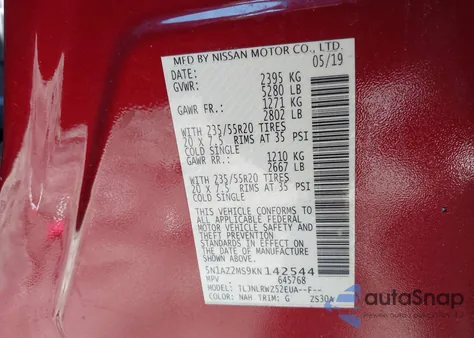 MFD BY NISSAN MOTOR CO., LTD.
DATE: 05/19
GVWR: 2395 KG
5280 LB
GAWR FR.: 1271 KG
2802 LB
WITH 235/55R20 TIRES
20 X 7.5 RIMS AT 35 PSI
COLD SINGLE
GAWR RR.: 1210 KG
2667 LB
WITH 235/55R20 TIRES
20 X 7.5 RIMS AT 35 PSI
COLD SINGLE
THIS VEHICLE CONFORMS TO
ALL APPLICABLE FEDERAL
MOTOR VEHICLE SAFETY AND
STANDARDS IN EFFECT ON
THE DATE OF MANUFACTURE
SHOWN ABOVE.
5N1AZ2MS9KN142544
MPV 645768
MODEL: TLJNLRWZ52EUA--F--
COLOR: NAH TRIM: G ZS30A
autoSnap